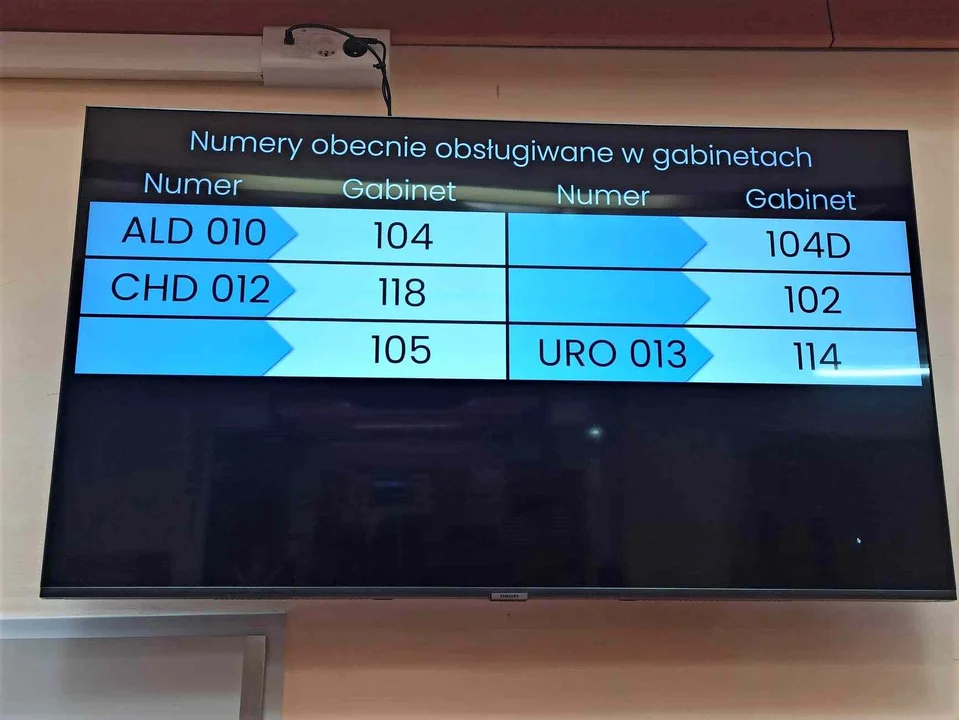 Numery obecnie obsługiwane w gabinetach
Numer Gabinet Numer Gabinet
ALD 010 104 104D
CHD 012 118 102
105 URO 013 114
SAMSUNG